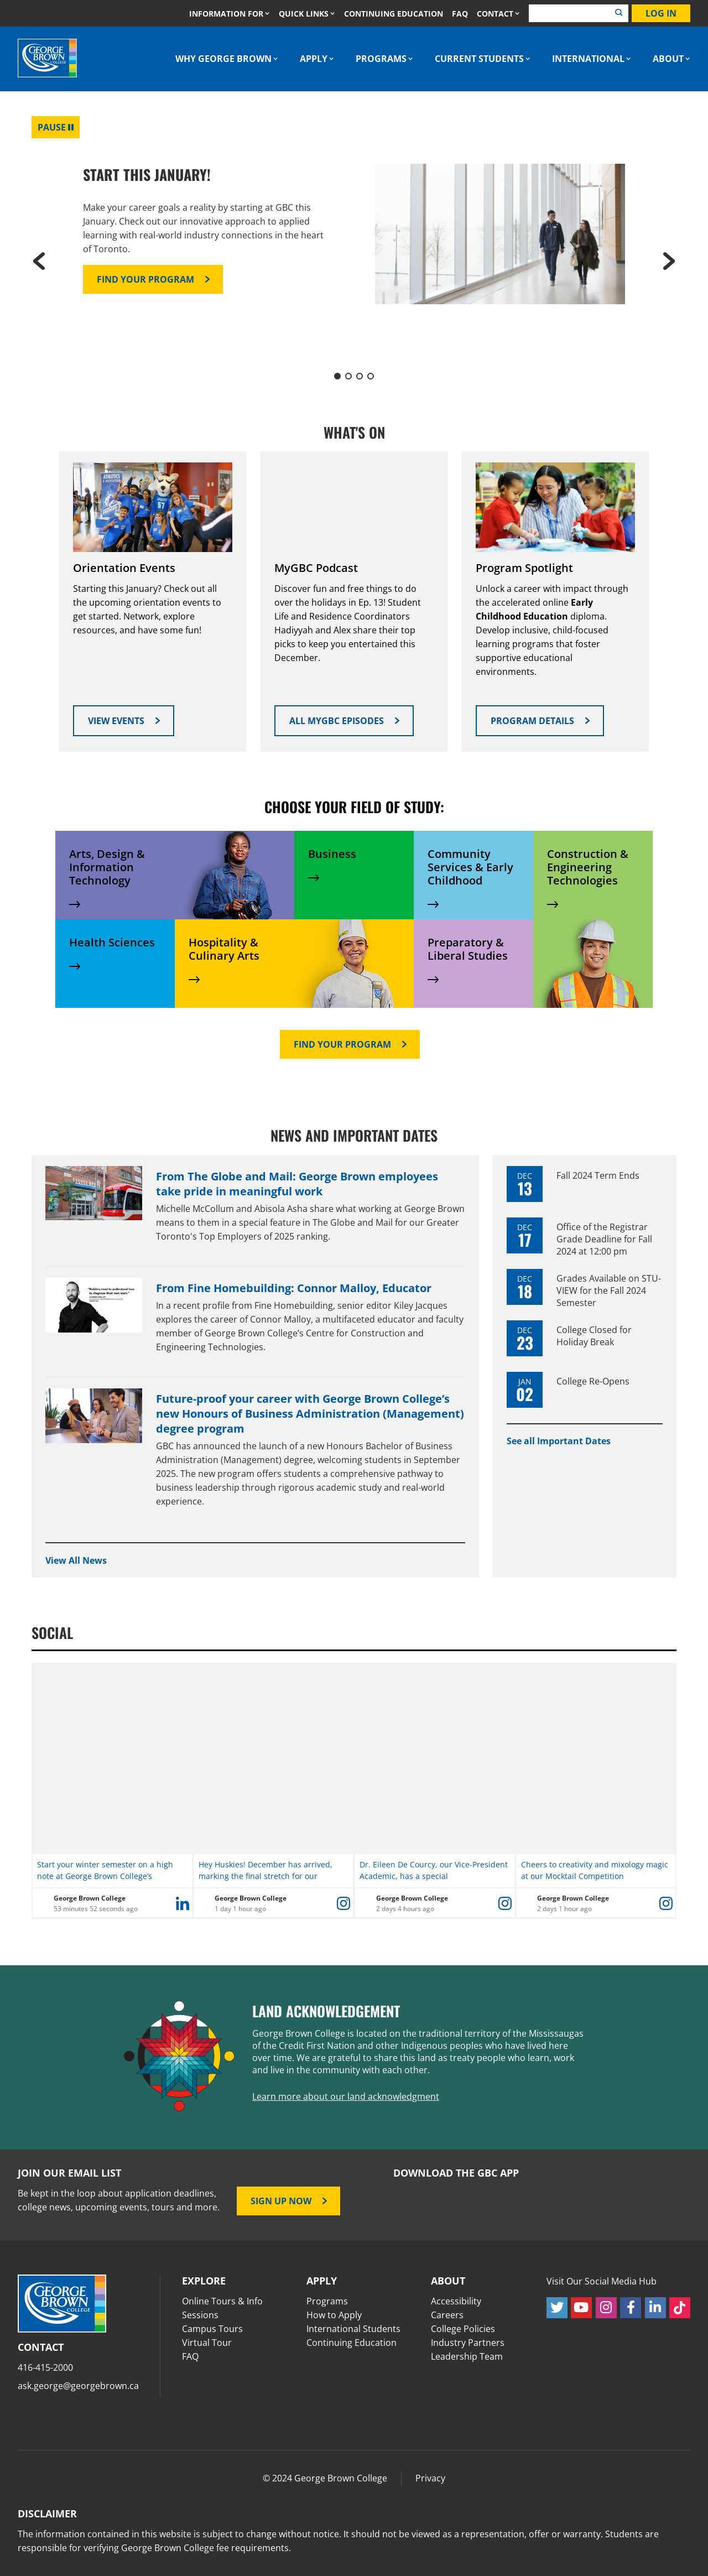 INFORMATION FOR QUICK LINKS CONTINUING EDUCATION FAQ CONTACT LOG IN
GEORGE BROWN COLLEGE
WHY GEORGE BROWN APPLY PROGRAMS CURRENT STUDENTS INTERNATIONAL ABOUT
PAUSE
START THIS JANUARY!
Make your career goals a reality by starting at GBC this
January. Check out our innovative approach to applied
learning with real-world industry connections in the heart
of Toronto.
FIND YOUR PROGRAM
WHAT'S ON
Orientation Events
Starting this January? Check out all
the upcoming orientation events to
get started. Network, explore
resources, and have some fun!
VIEW EVENTS
MyGBC Podcast
Discover fun and free things to do
over the holidays in Ep. 13! Student
Life and Residence Coordinators
Hadiyyah and Alex share their top
picks to keep you entertained this
December.
ALL MYGBC EPISODES
Program Spotlight
Unlock a career with impact through
the accelerated online Early
Childhood Education diploma.
Develop inclusive, child-focused
learning programs that foster
supportive educational
environments.
PROGRAM DETAILS
CHOOSE YOUR FIELD OF STUDY:
Arts, Design &
Information
Technology
Business
Community
Services & Early
Childhood
Construction &
Engineering
Technologies
Health Sciences
Hospitality &
Culinary Arts
Preparatory &
Liberal Studies
FIND YOUR PROGRAM
NEWS AND IMPORTANT DATES
From The Globe and Mail: George Brown employees
take pride in meaningful work
Michelle McCollum and Abisola Asha share what working at George Brown
means to them in a special feature in The Globe and Mail for our Greater
Toronto's Top Employers of 2025 ranking.
From Fine Homebuilding: Connor Malloy, Educator
In a recent profile from Fine Homebuilding, senior editor Kiley Jacques
explores the career of Connor Malloy, a multifaceted educator and faculty
member of George Brown College's Centre for Construction and
Engineering Technologies.
Future-proof your career with George Brown College's
new Honours of Business Administration (Management)
degree program
GBC has announced the launch of a new Honours Bachelor of Business
Administration (Management) degree, welcoming students in September
2025. The new program offers students a comprehensive pathway to
business leadership through rigorous academic study and real-world
experience.
View All News
DEC
13
Fall 2024 Term Ends
DEC
17
Office of the Registrar
Grade Deadline for Fall
2024 at 12:00 pm
DEC
18
Grades Available on STU-
VIEW for the Fall 2024
Semester
DEC
23
College Closed for
Holiday Break
JAN
02
College Re-Opens
See all Important Dates
SOCIAL
Start your winter semester on a high
note at George Brown College's
George Brown College
53 minutes 52 seconds ago
Hey Huskies! December has arrived,
marking the final stretch for our
George Brown College
1 day 1 hour ago
Dr. Eileen De Courcy, our Vice-President
Academic, has a special
George Brown College
2 days 4 hours ago
Cheers to creativity and mixology magic
at our Mocktail Competition
George Brown College
2 days 1 hour ago
LAND ACKNOWLEDGEMENT
George Brown College is located on the traditional territory of the Mississaugas
of the Credit First Nation and other Indigenous peoples who have lived here
over time. We are grateful to share this land as treaty people who learn, work
and live in the community with each other.
Learn more about our land acknowledgment
JOIN OUR EMAIL LIST
Be kept in the loop about application deadlines,
college news, upcoming events, tours and more.
SIGN UP NOW
DOWNLOAD THE GBC APP
GEORGE BROWN COLLEGE
CONTACT
416-415-2000
ask.george@georgebrown.ca
EXPLORE
Online Tours & Info
Sessions
Campus Tours
Virtual Tour
FAQ
APPLY
Programs
How to Apply
International Students
Continuing Education
ABOUT
Accessibility
Careers
College Policies
Industry Partners
Leadership Team
Visit Our Social Media Hub
© 2024 George Brown College
Privacy
DISCLAIMER
The information contained in this website is subject to change without notice. It should not be viewed as a representation, offer or warranty. Students are
responsible for verifying George Brown College fee requirements.